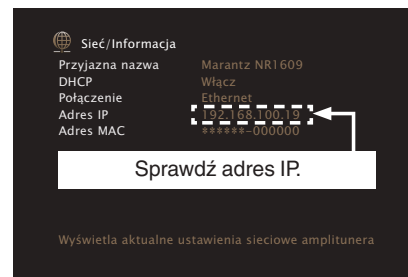 Sieć/Informacja
Przyjazna nazwa Marantz NR1609
DHCP Włącz
Połączenie Ethernet
Adres IP 192.168.100.19
Adres MAC ******-000000
Sprawdź adres IP.
Wyświetla aktualne ustawienia sieciowe amplitunera